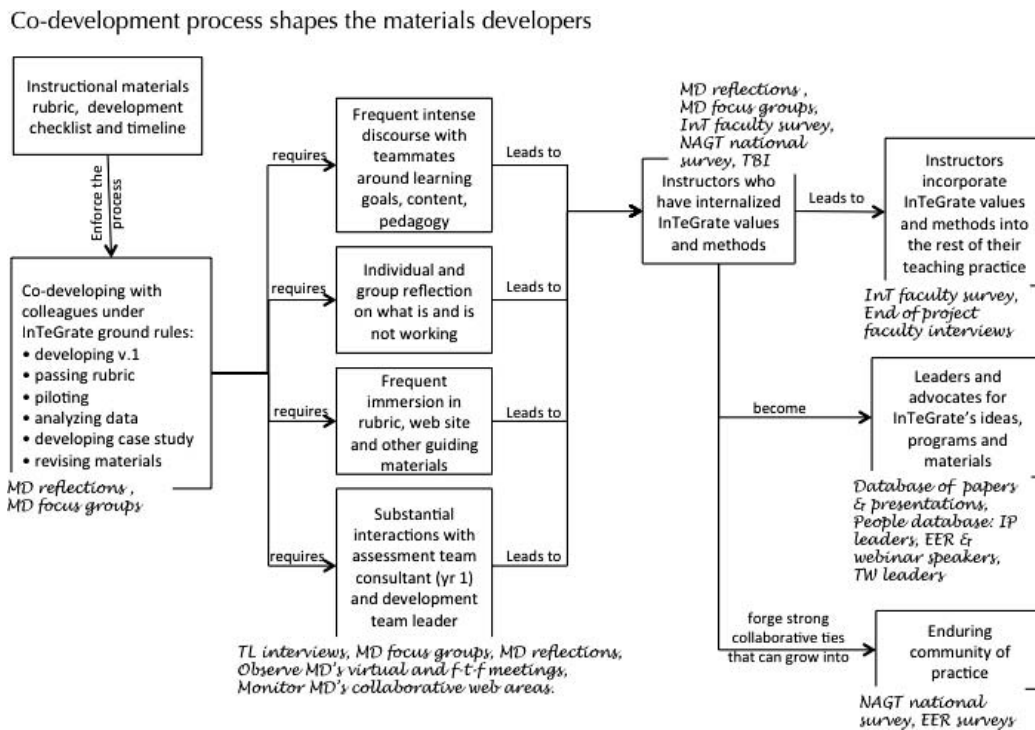 Co-development process shapes the materials developers
Instructional materials
rubric, development
checklist and timeline
Enforce the
process
Co-developing with
colleagues under
InTeGrate ground rules:
• developing v.1
• passing rubric
• piloting
• analyzing data
• developing case study
• revising materials
MD reflections ,
MD focus groups
requires
Frequent intense
discourse with
teammates
around learning
goals, content,
pedagogy
Leads to
requires
Individual and
group reflection
on what is and is
not working
Leads to
requires
Frequent
immersion in
rubric, web site
and other guiding
materials
Leads to
requires
Substantial
interactions with
assessment team
consultant (yr 1)
and development
team leader
Leads to
TL interviews, MD focus groups, MD reflections,
Observe MD's virtual and f-t-f meetings,
Monitor MD's collaborative web areas.
MD reflections ,
MD focus groups,
InT faculty survey,
NAGT national
survey, TBI
Instructors who
have internalized
InTeGrate values
and methods
Leads to
Instructors
incorporate
InTeGrate values
and methods into
the rest of their
teaching practice
InT faculty survey,
End of project
faculty interviews
become
Leaders and
advocates for
InTeGrate's ideas,
programs and
materials
Database of papers
& presentations,
People database: IP
leaders, EER &
webinar speakers,
TW leaders
forge strong
collaborative ties
that can grow into
Enduring
community of
practice
NAGT national
survey, EER surveys